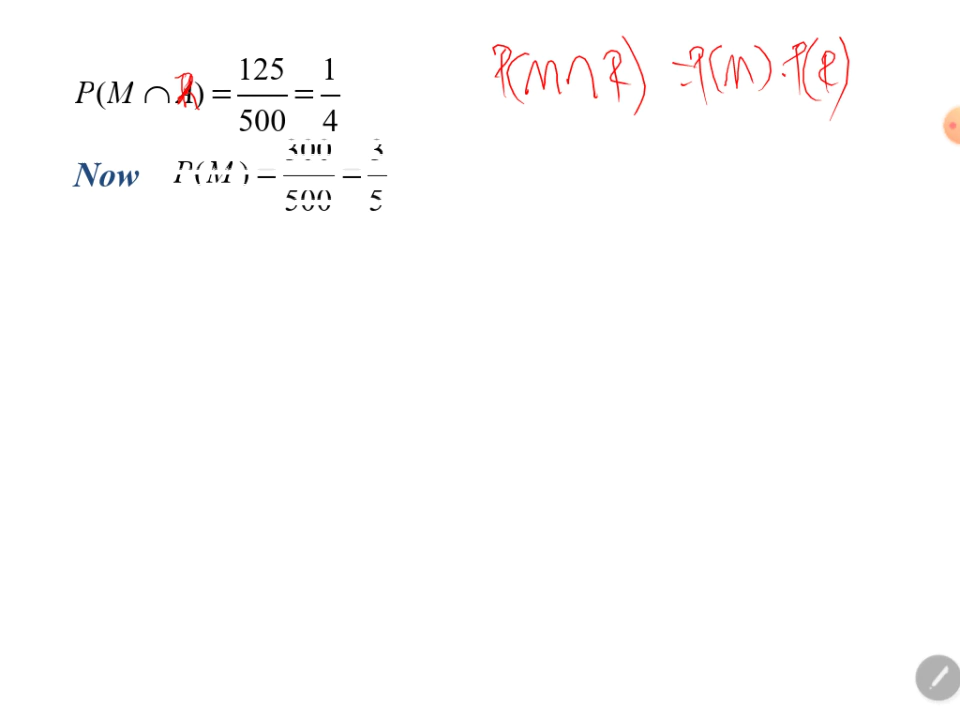 P(M ∩ R) = 125/500 = 1/4
P(M ∩ R) = P(M) · P(R)
Now P(M) = 300/500 = 3/5